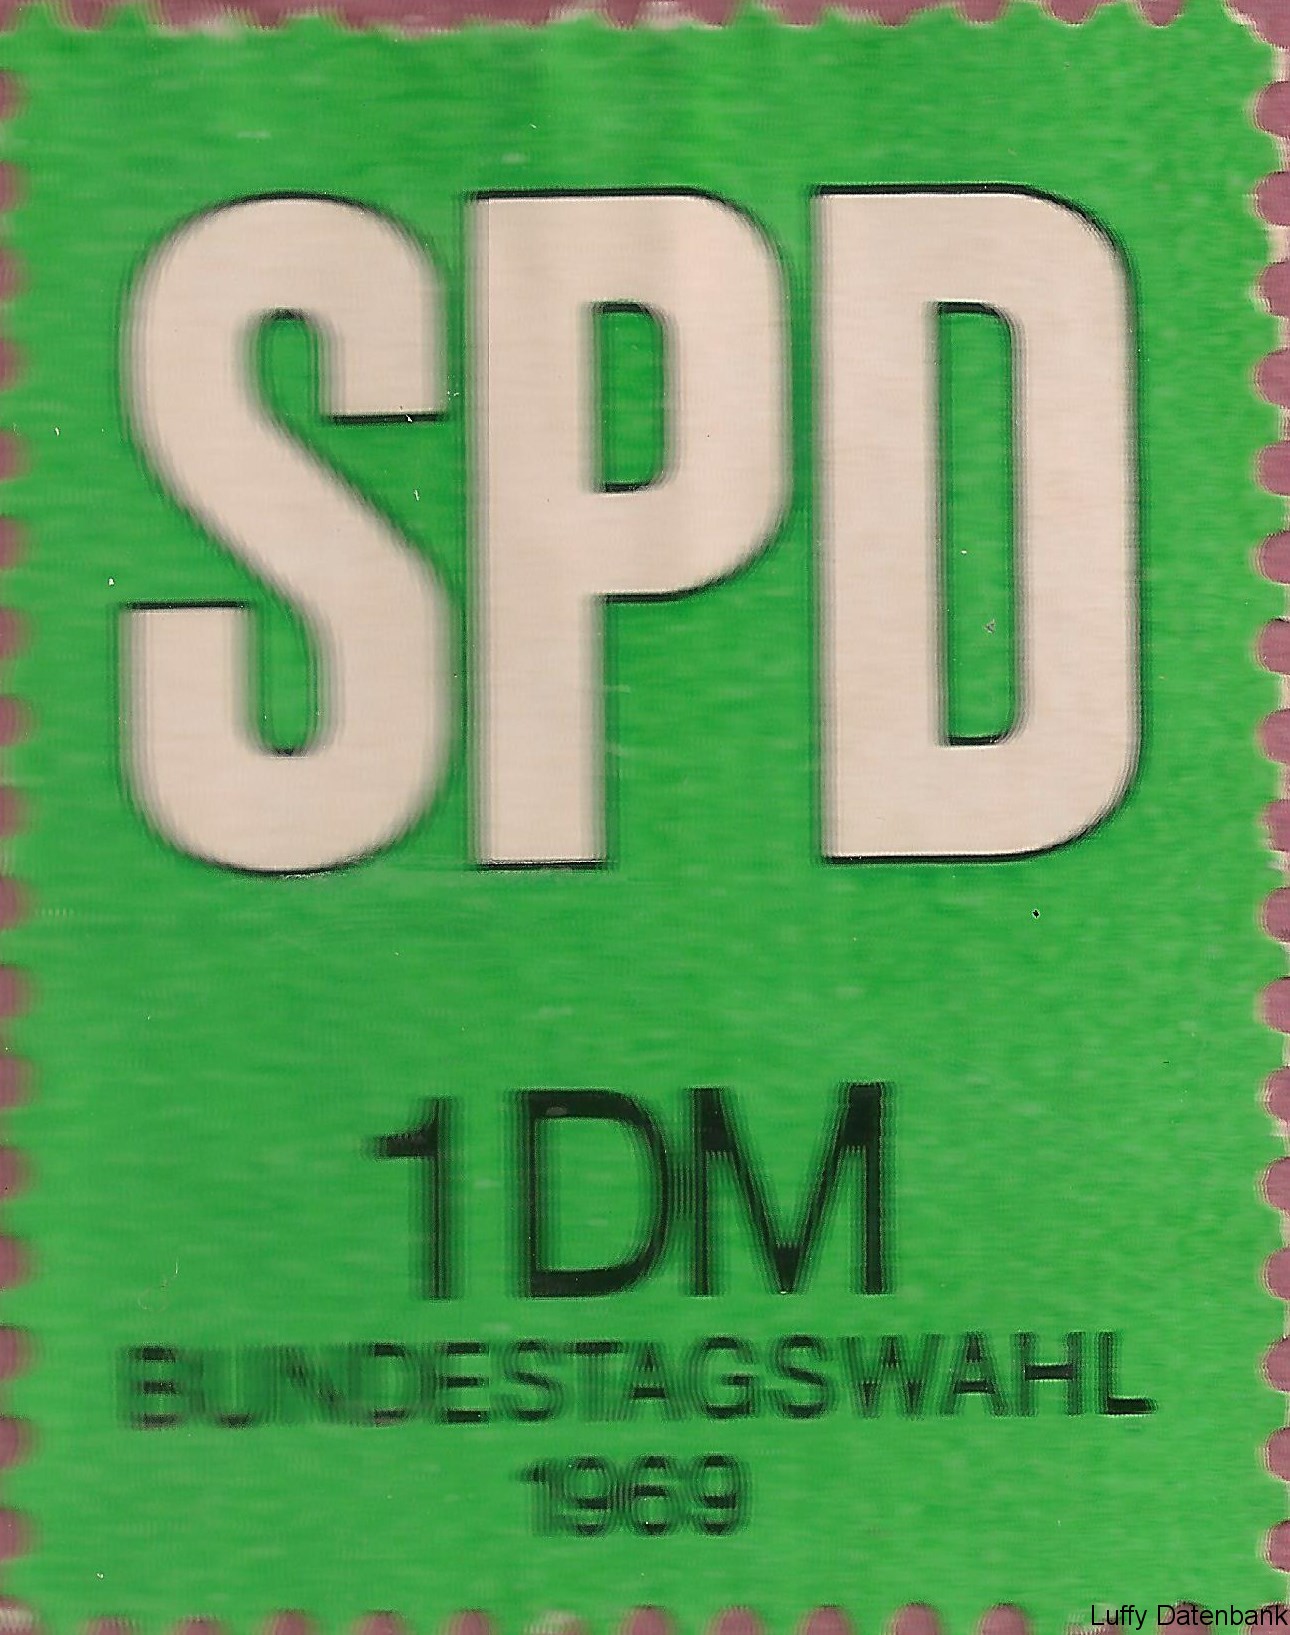 SPD
1 DM
BUNDESTAGSWAHL
1969
Luffy Datenbank